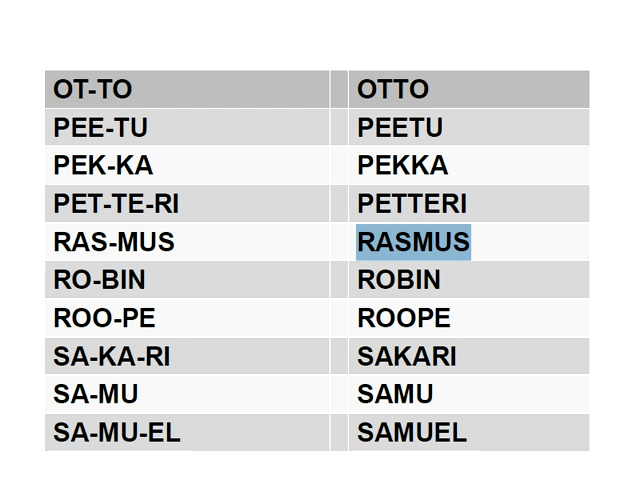 OT-TO OTTO
PEE-TU PEETU
PEK-KA PEKKA
PET-TE-RI PETTERI
RAS-MUS RASMUS
RO-BIN ROBIN
ROO-PE ROOPE
SA-KA-RI SAKARI
SA-MU SAMU
SA-MU-EL SAMUEL